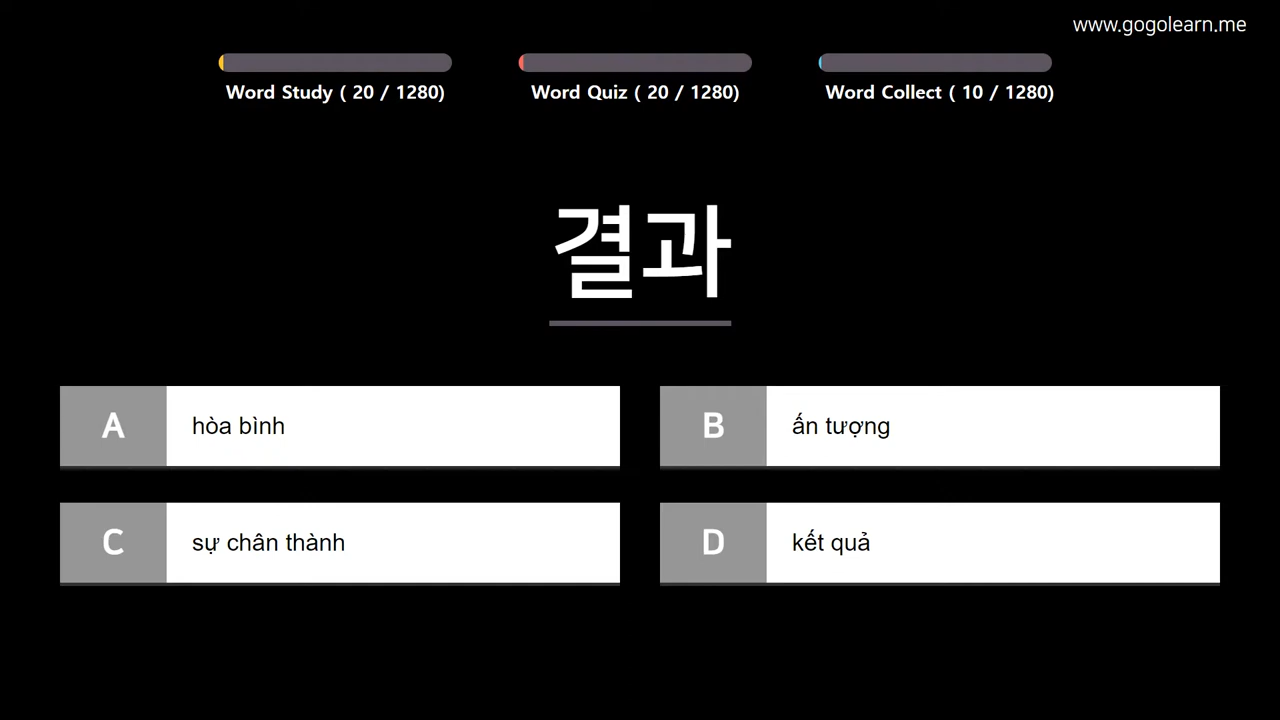 www.gogolearn.me
Word Study ( 20 / 1280)
Word Quiz ( 20 / 1280)
Word Collect ( 10 / 1280)
결과
A hòa bình
B ấn tượng
C sự chân thành
D kết quả